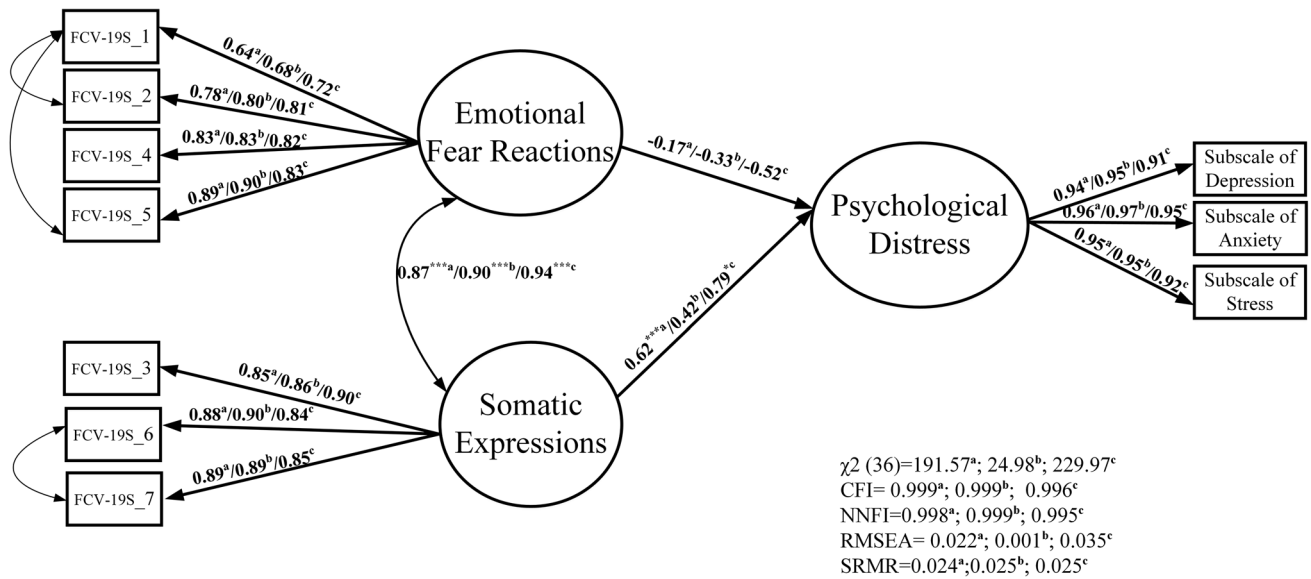 FCV-19S_1
FCV-19S_2
FCV-19S_4
FCV-19S_5
0.64ᵃ/0.68ᵇ/0.72ᶜ
0.78ᵃ/0.80ᵇ/0.81ᶜ
0.83ᵃ/0.83ᵇ/0.82ᶜ
0.89ᵃ/0.90ᵇ/0.83ᶜ
Emotional
Fear Reactions
-0.17ᵃ/-0.33ᵇ/-0.52ᶜ
Psychological
Distress
0.94ᵃ/0.95ᵇ/0.91ᶜ
0.96ᵃ/0.97ᵇ/0.95ᶜ
0.95ᵃ/0.95ᵇ/0.92ᶜ
Subscale of
Depression
Subscale of
Anxiety
Subscale of
Stress
0.87***ᵃ/0.90***ᵇ/0.94***ᶜ
0.62***ᵃ/0.42ᵇ/0.79*ᶜ
FCV-19S_3
FCV-19S_6
FCV-19S_7
0.85ᵃ/0.86ᵇ/0.90ᶜ
0.88ᵃ/0.90ᵇ/0.84ᶜ
0.89ᵃ/0.89ᵇ/0.85ᶜ
Somatic
Expressions
χ2 (36)=191.57ᵃ; 24.98ᵇ; 229.97ᶜ
CFI= 0.999ᵃ; 0.999ᵇ; 0.996ᶜ
NNFI=0.998ᵃ; 0.999ᵇ; 0.995ᶜ
RMSEA= 0.022ᵃ; 0.001ᵇ; 0.035ᶜ
SRMR=0.024ᵃ;0.025ᵇ; 0.025ᶜ